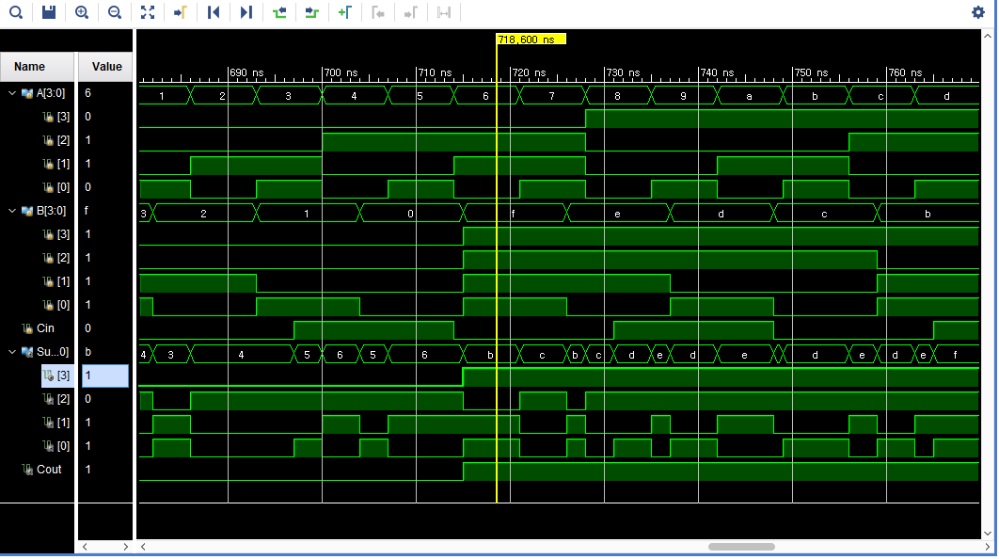 718,600 ns
Name Value
690 ns 700 ns 710 ns 720 ns 730 ns 740 ns 750 ns 760 ns
A[3:0] 6 1 2 3 4 5 6 7 8 9 a b c d
[3] 0
[2] 1
[1] 1
[0] 0
B[3:0] f 3 2 1 0 f e d c b
[3] 1
[2] 1
[1] 1
[0] 1
Cin 0
Su...0] b 4 3 4 5 6 5 6 b c b c d e d e d e d e f
[3] 1
[2] 0
[1] 1
[0] 1
Cout 1